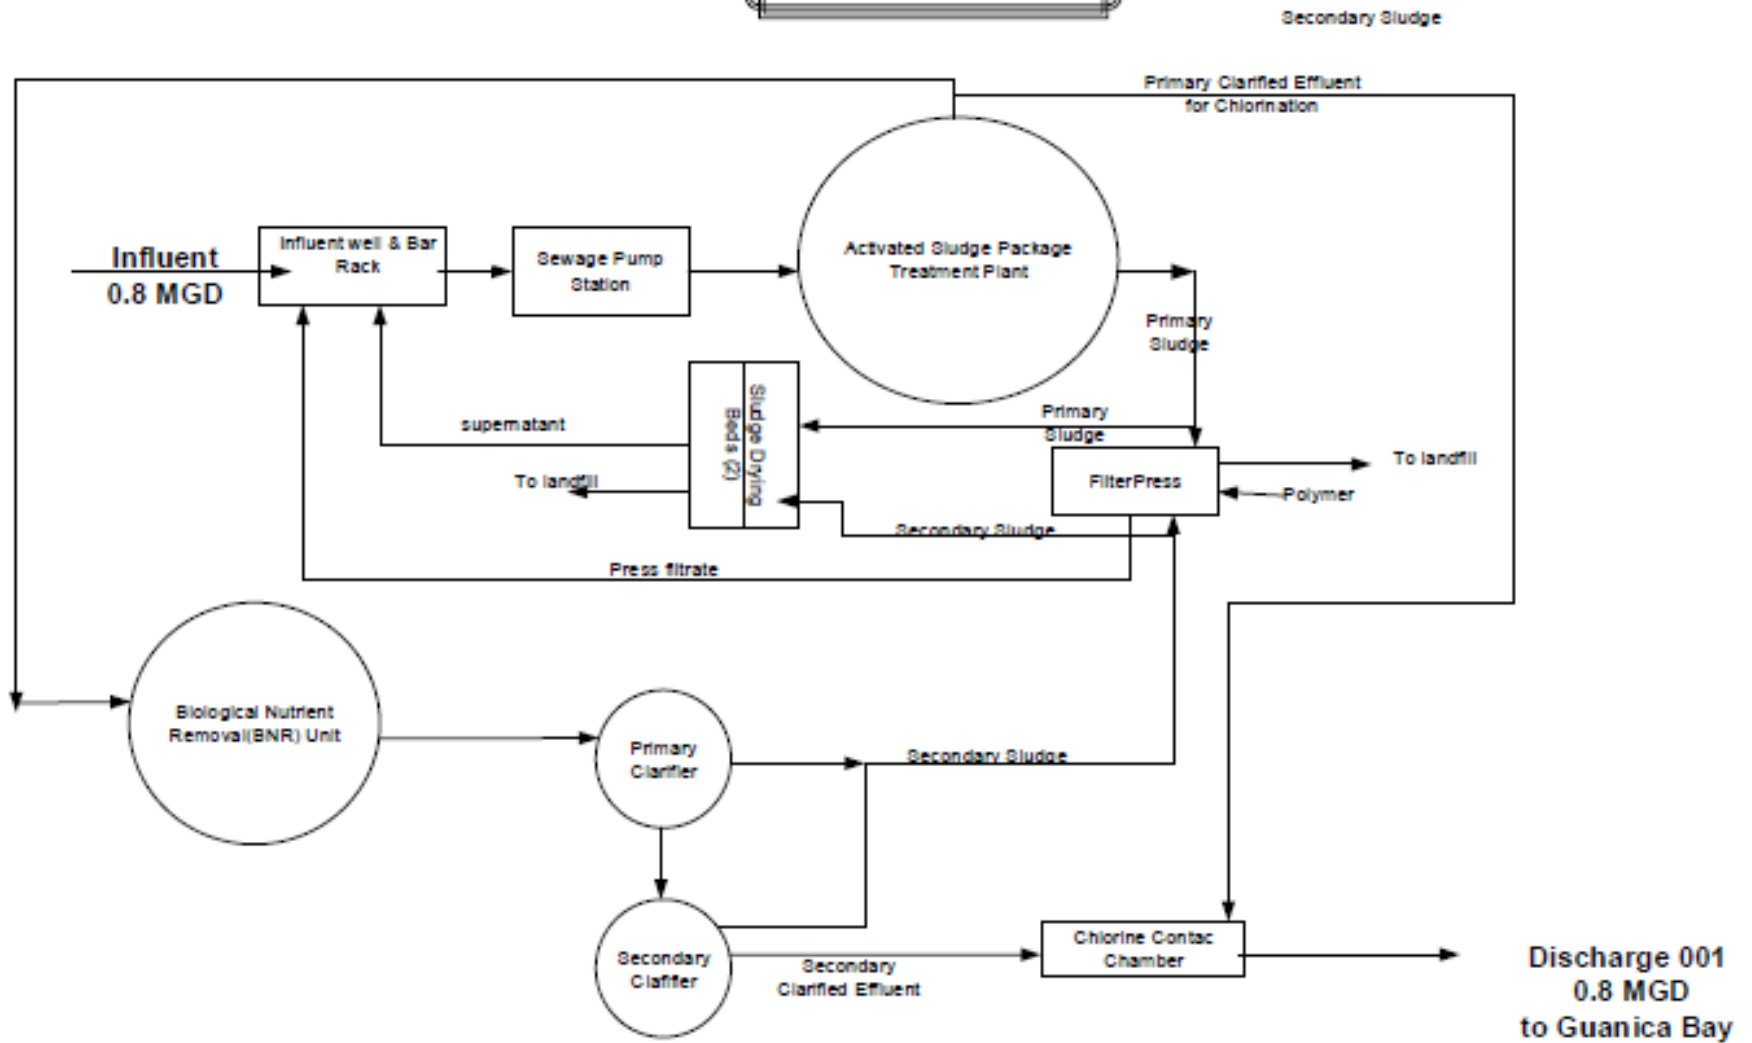 Secondary Sludge
Primary Clarified Effluent
for Chlorination
Influent
0.8 MGD
Influent well & Bar
Rack
Sewage Pump
Station
Activated Sludge Package
Treatment Plant
Primary
Sludge
Sludge Drying
Beds (2)
supernatant
To landfill
Primary
Sludge
FilterPress
To landfill
Polymer
Secondary Sludge
Press filtrate
Biological Nutrient
Removal(BNR) Unit
Primary
Clarifier
Secondary Sludge
Secondary
Clafifier
Secondary
Clarified Effluent
Chlorine Contac
Chamber
Discharge 001
0.8 MGD
to Guanica Bay